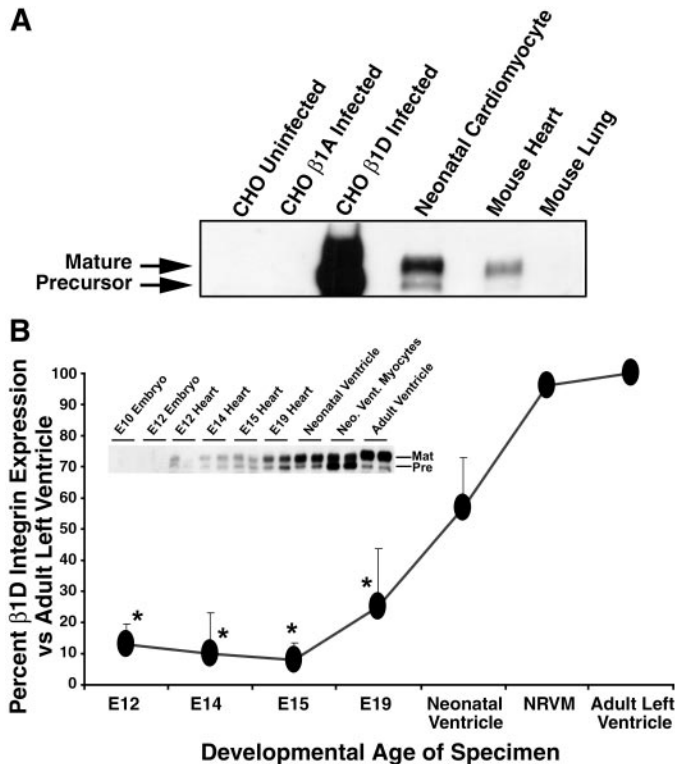 A
CHO Uninfected
CHO β1A Infected
CHO β1D Infected
Neonatal Cardiomyocyte
Mouse Heart
Mouse Lung
Mature
Precursor
B
Percent β1D Integrin Expression
vs Adult Left Ventricle
100
90
80
70
60
50
40
30
20
10
0
E10 Embryo
E12 Embryo
E12 Heart
E14 Heart
E15 Heart
E19 Heart
Neonatal Ventricle
Neo. Vent. Myocytes
Adult Ventricle
Mat
Pre
*
*
*
*
E12
E14
E15
E19
Neonatal
Ventricle
NRVM
Adult Left
Ventricle
Developmental Age of Specimen